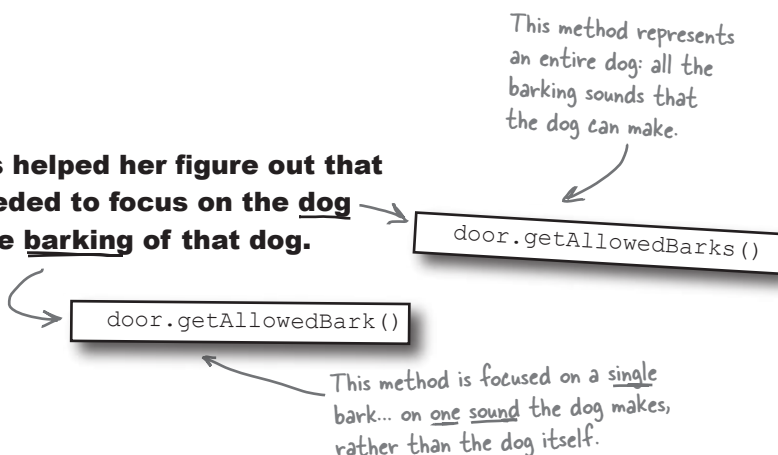 This method represents
an entire dog: all the
barking sounds that
the dog can make.
s helped her figure out that
eded to focus on the dog
e barking of that dog.
door.getAllowedBarks()
door.getAllowedBark()
This method is focused on a single
bark... on one sound the dog makes,
rather than the dog itself.